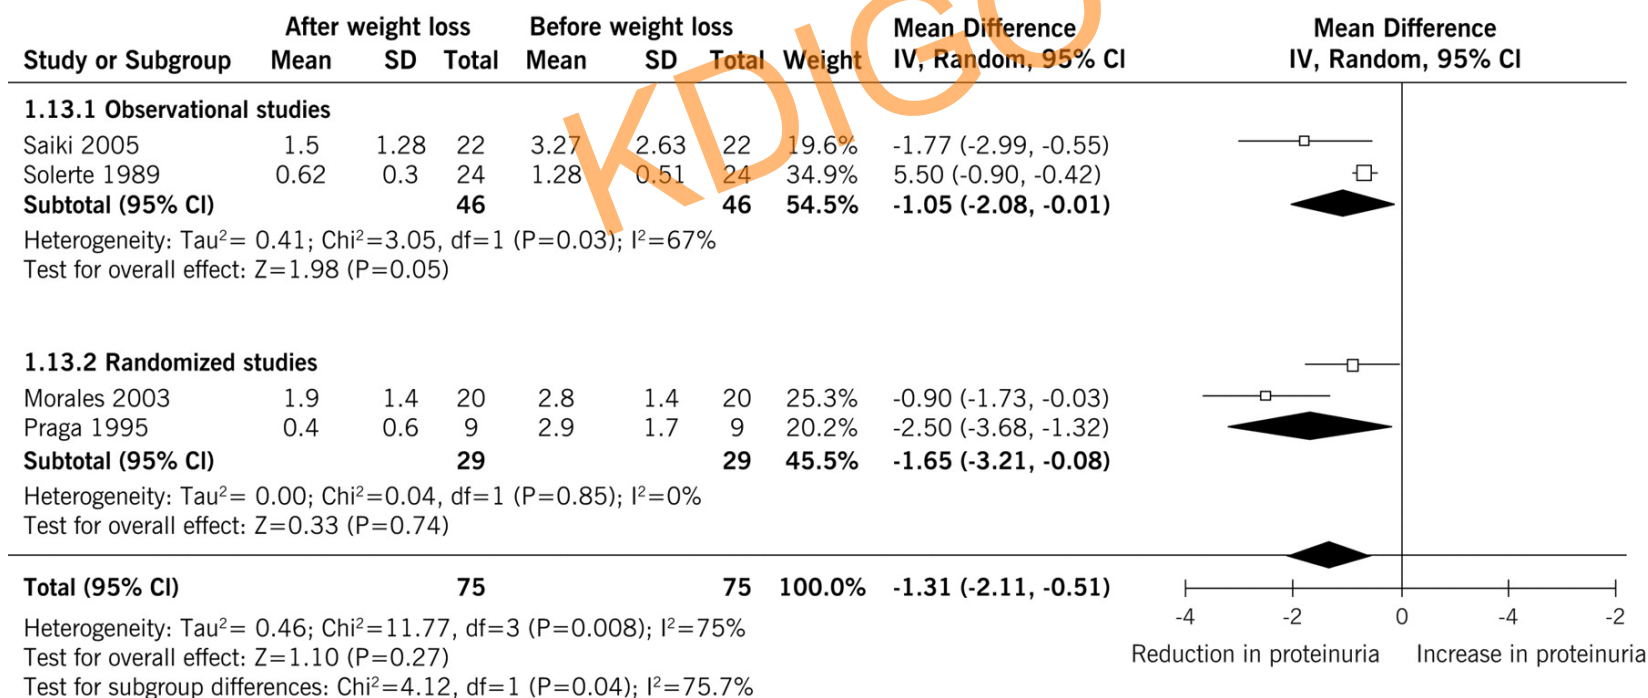 After weight loss Before weight loss Mean Difference Mean Difference
Study or Subgroup Mean SD Total Mean SD Total Weight IV, Random, 95% CI IV, Random, 95% CI
1.13.1 Observational studies
Saiki 2005 1.5 1.28 22 3.27 2.63 22 19.6% -1.77 (-2.99, -0.55)
Solerte 1989 0.62 0.3 24 1.28 0.51 24 34.9% 5.50 (-0.90, -0.42)
Subtotal (95% CI) 46 46 54.5% -1.05 (-2.08, -0.01)
Heterogeneity: Tau²= 0.41; Chi²=3.05, df=1 (P=0.03); I²=67%
Test for overall effect: Z=1.98 (P=0.05)
1.13.2 Randomized studies
Morales 2003 1.9 1.4 20 2.8 1.4 20 25.3% -0.90 (-1.73, -0.03)
Praga 1995 0.4 0.6 9 2.9 1.7 9 20.2% -2.50 (-3.68, -1.32)
Subtotal (95% CI) 29 29 45.5% -1.65 (-3.21, -0.08)
Heterogeneity: Tau²= 0.00; Chi²=0.04, df=1 (P=0.85); I²=0%
Test for overall effect: Z=0.33 (P=0.74)
Total (95% CI) 75 75 100.0% -1.31 (-2.11, -0.51)
Heterogeneity: Tau²= 0.46; Chi²=11.77, df=3 (P=0.008); I²=75%
Test for overall effect: Z=1.10 (P=0.27)
Test for subgroup differences: Chi²=4.12, df=1 (P=0.04); I²=75.7%
-4 -2 0 -4 -2
Reduction in proteinuria Increase in proteinuria
KDIGO